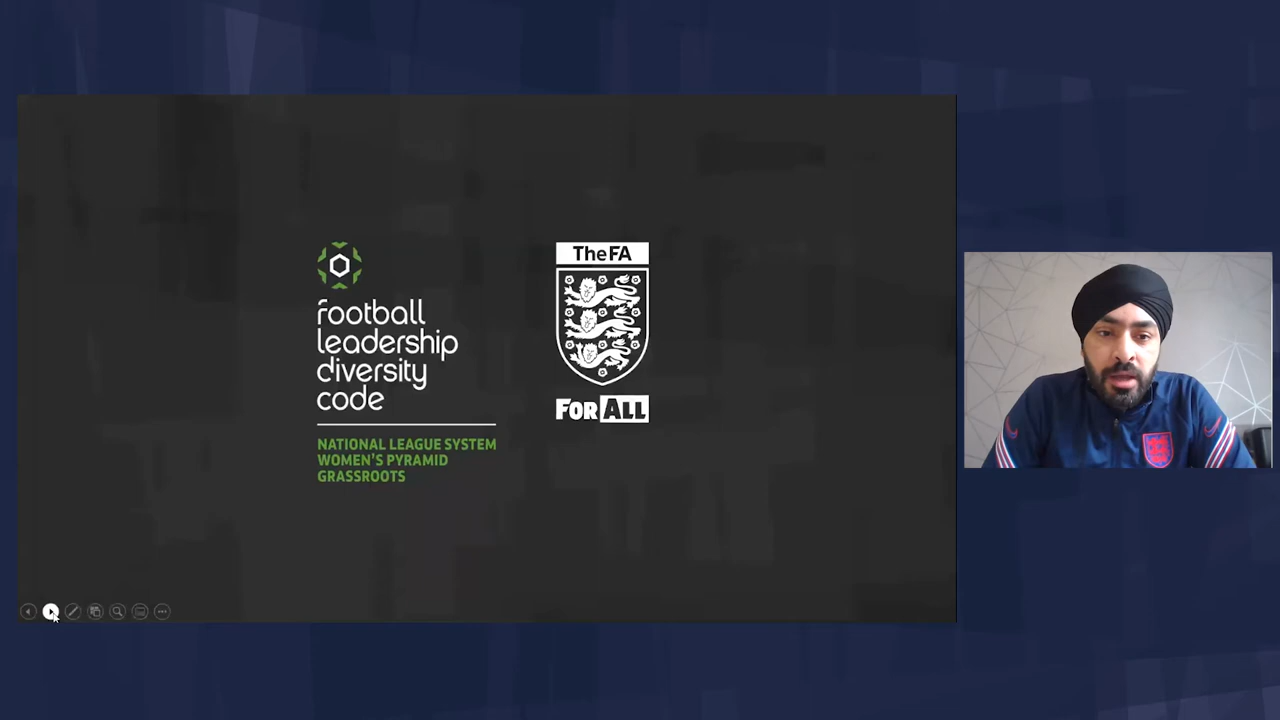 football
leadership
diversity
code
NATIONAL LEAGUE SYSTEM
WOMEN'S PYRAMID
GRASSROOTS
TheFA
FOR ALL